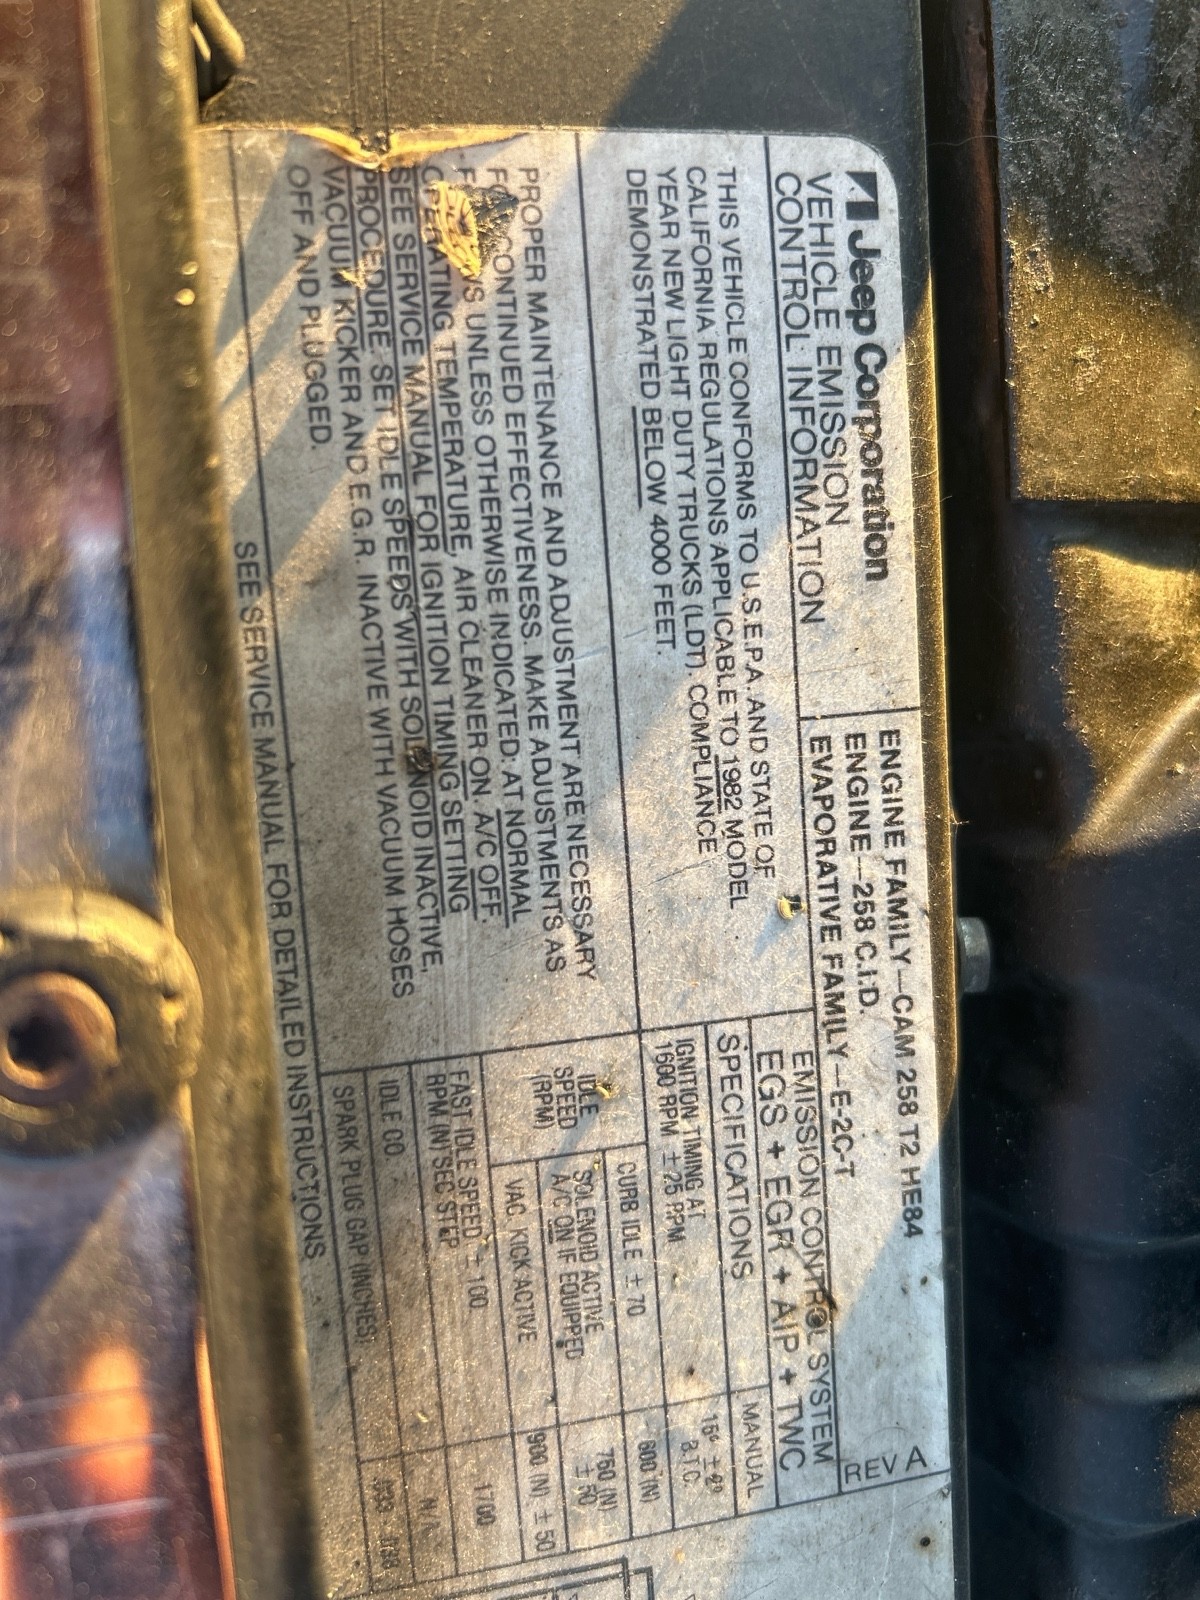 Jeep Corporation
VEHICLE EMISSION
CONTROL INFORMATION
ENGINE FAMILY—CAM 258 T2 HE84
ENGINE—258 C.I.D.
EVAPORATIVE FAMILY—E-2C-T
REV A
THIS VEHICLE CONFORMS TO U.S.E.P.A. AND STATE OF
CALIFORNIA REGULATIONS APPLICABLE TO 1982 MODEL
YEAR NEW LIGHT DUTY TRUCKS (LDT). COMPLIANCE
DEMONSTRATED BELOW 4000 FEET.
PROPER MAINTENANCE AND ADJUSTMENT ARE NECESSARY
CONTINUED EFFECTIVENESS. MAKE ADJUSTMENTS AS
UNLESS OTHERWISE INDICATED: AT NORMAL
OPERATING TEMPERATURE, AIR CLEANER ON. A/C OFF.
SEE SERVICE MANUAL FOR IGNITION TIMING SETTING
PROCEDURE. SET IDLE SPEEDS WITH SOLENOID INACTIVE,
VACUUM KICKER AND E.G.R. INACTIVE WITH VACUUM HOSES
OFF AND PLUGGED.
SEE SERVICE MANUAL FOR DETAILED INSTRUCTIONS
EMISSION CONTROL SYSTEM
EGS + EGR + AIP + TWC
SPECIFICATIONS MANUAL
IGNITION TIMING AT
1600 RPM ± 25 RPM
± 2°
B.T.C.
IDLE
SPEED
(RPM)
CURB IDLE ± 70 (N)
SOLENOID ACTIVE
A/C ON IF EQUIPPED
750 (N)
± 50
VAC. KICK ACTIVE 900 (N) ± 50
FAST IDLE SPEED ± 100
RPM (N) SEC STEP
1700
IDLE CO N/A
SPARK PLUG GAP (INCHES)